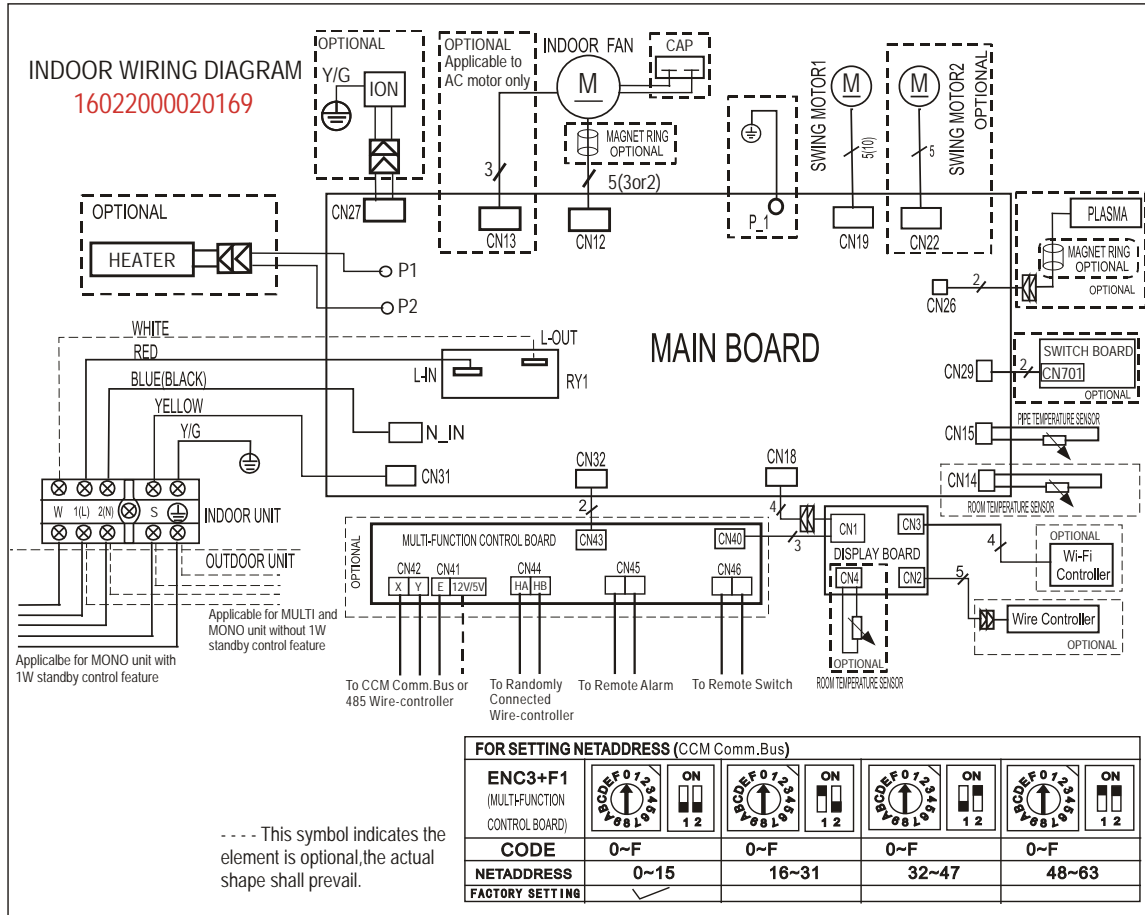 INDOOR WIRING DIAGRAM
16022000020169
OPTIONAL
Y/G
ION
CN27
OPTIONAL
Applicable to
AC motor only
3
CN13
INDOOR FAN
M
CAP
MAGNET RING
OPTIONAL
5(3or2)
CN12
P_1
SWING MOTOR1
M
5(10)
CN19
SWING MOTOR2
OPTIONAL
M
5
CN22
PLASMA
MAGNET RING
OPTIONAL
OPTIONAL
2
CN26
OPTIONAL
HEATER
P1
P2
MAIN BOARD
SWITCH BOARD
CN701
OPTIONAL
2
CN29
WHITE
RED
BLUE(BLACK)
YELLOW
Y/G
L-OUT
L-IN
RY1
N_IN
CN31
CN15
PIPE TEMPERATURE SENSOR
CN14
ROOM TEMPERATURE SENSOR
CN32
2
CN18
4
W 1(L) 2(N) S
INDOOR UNIT
OUTDOOR UNIT
Applicable for MULTI and
MONO unit without 1W
standby control feature
Applicalbe for MONO unit with
1W standby control feature
OPTIONAL
MULTI-FUNCTION CONTROL BOARD
CN43
CN40
3
CN42 CN41 CN44 CN45 CN46
X Y E 12V/5V HA HB
To CCM Comm.Bus or
485 Wire-controller
To Randomly
Connected
Wire-controller
To Remote Alarm
To Remote Switch
CN1
CN3
DISPLAY BOARD
CN4
CN2
OPTIONAL
ROOM TEMPERATURE SENSOR
4
OPTIONAL
Wi-Fi
Controller
5
Wire Controller
OPTIONAL
- - - - This symbol indicates the
element is optional,the actual
shape shall prevail.
FOR SETTING NETADDRESS (CCM Comm.Bus)
ENC3+F1
(MULTI-FUNCTION
CONTROL BOARD)
0123456789ABCDEF ON 1 2
0123456789ABCDEF ON 1 2
0123456789ABCDEF ON 1 2
0123456789ABCDEF ON 1 2
CODE 0~F 0~F 0~F 0~F
NETADDRESS 0~15 16~31 32~47 48~63
FACTORY SETTING